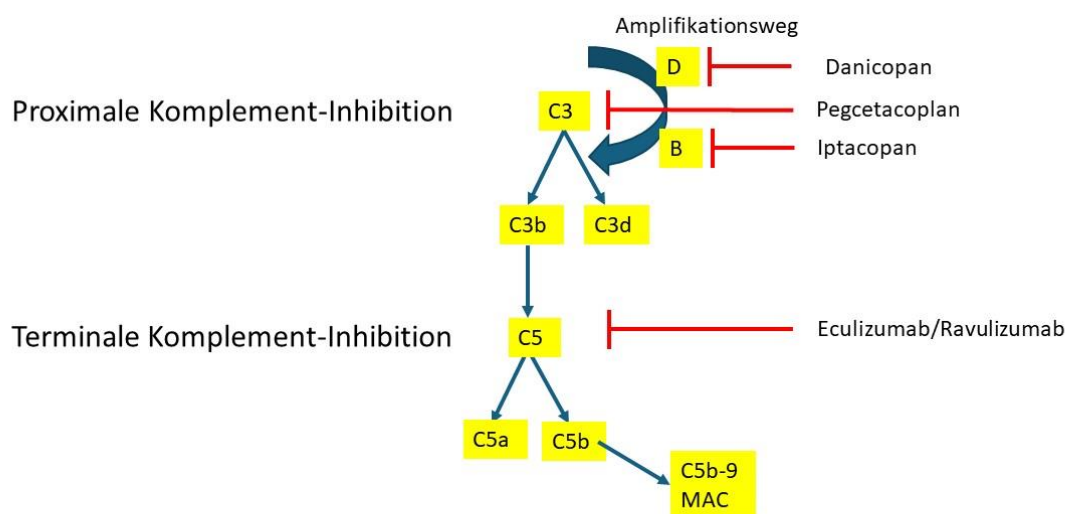 Amplifikationsweg
D
Danicopan
Proximale Komplement-Inhibition
C3
Pegcetacoplan
B
Iptacopan
C3b
C3d
Terminale Komplement-Inhibition
C5
Eculizumab/Ravulizumab
C5a
C5b
C5b-9
MAC